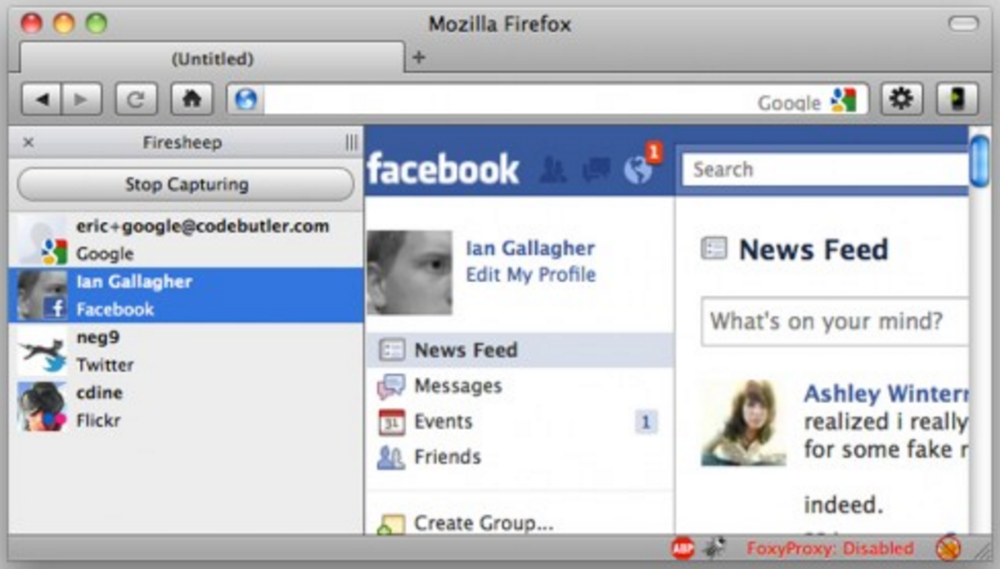 Mozilla Firefox
(Untitled)
Google
Firesheep
Stop Capturing
eric+google@codebutler.com
Google
Ian Gallagher
Facebook
neg9
Twitter
cdine
Flickr
facebook
1
Search
Ian Gallagher
Edit My Profile
News Feed
Messages
31
Events
1
Friends
Create Group...
News Feed
What's on your mind?
Ashley
realized i really
for some fake
indeed.
ABP
FoxyProxy: Disabled